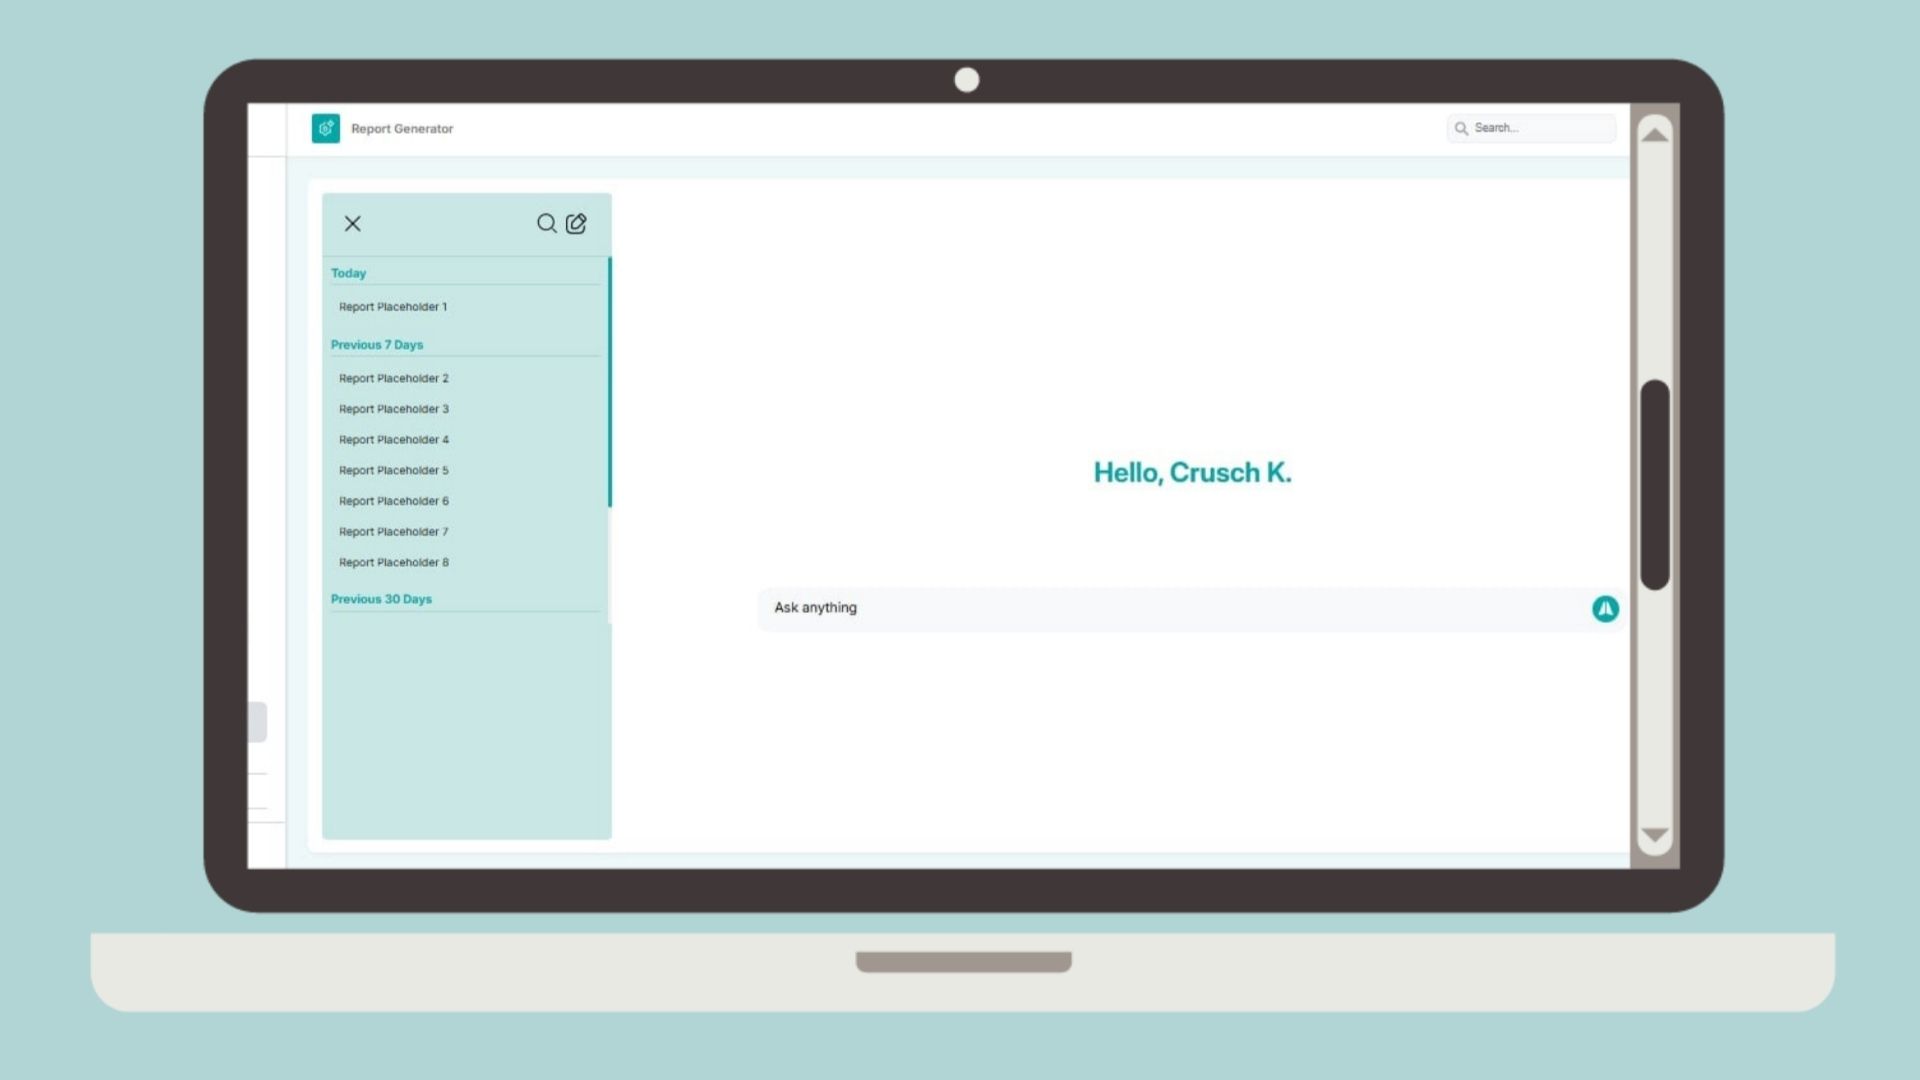 Report Generator
Search...
Today
Report Placeholder 1
Previous 7 Days
Report Placeholder 2
Report Placeholder 3
Report Placeholder 4
Report Placeholder 5
Report Placeholder 6
Report Placeholder 7
Report Placeholder 8
Previous 30 Days
Hello, Crusch K.
Ask anything